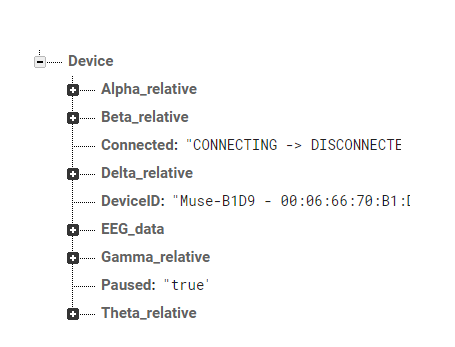 Device
Alpha_relative
Beta_relative
Connected: "CONNECTING -> DISCONNECTE
Delta_relative
DeviceID: "Muse-B1D9 - 00:06:66:70:B1:
EEG_data
Gamma_relative
Paused: "true"
Theta_relative